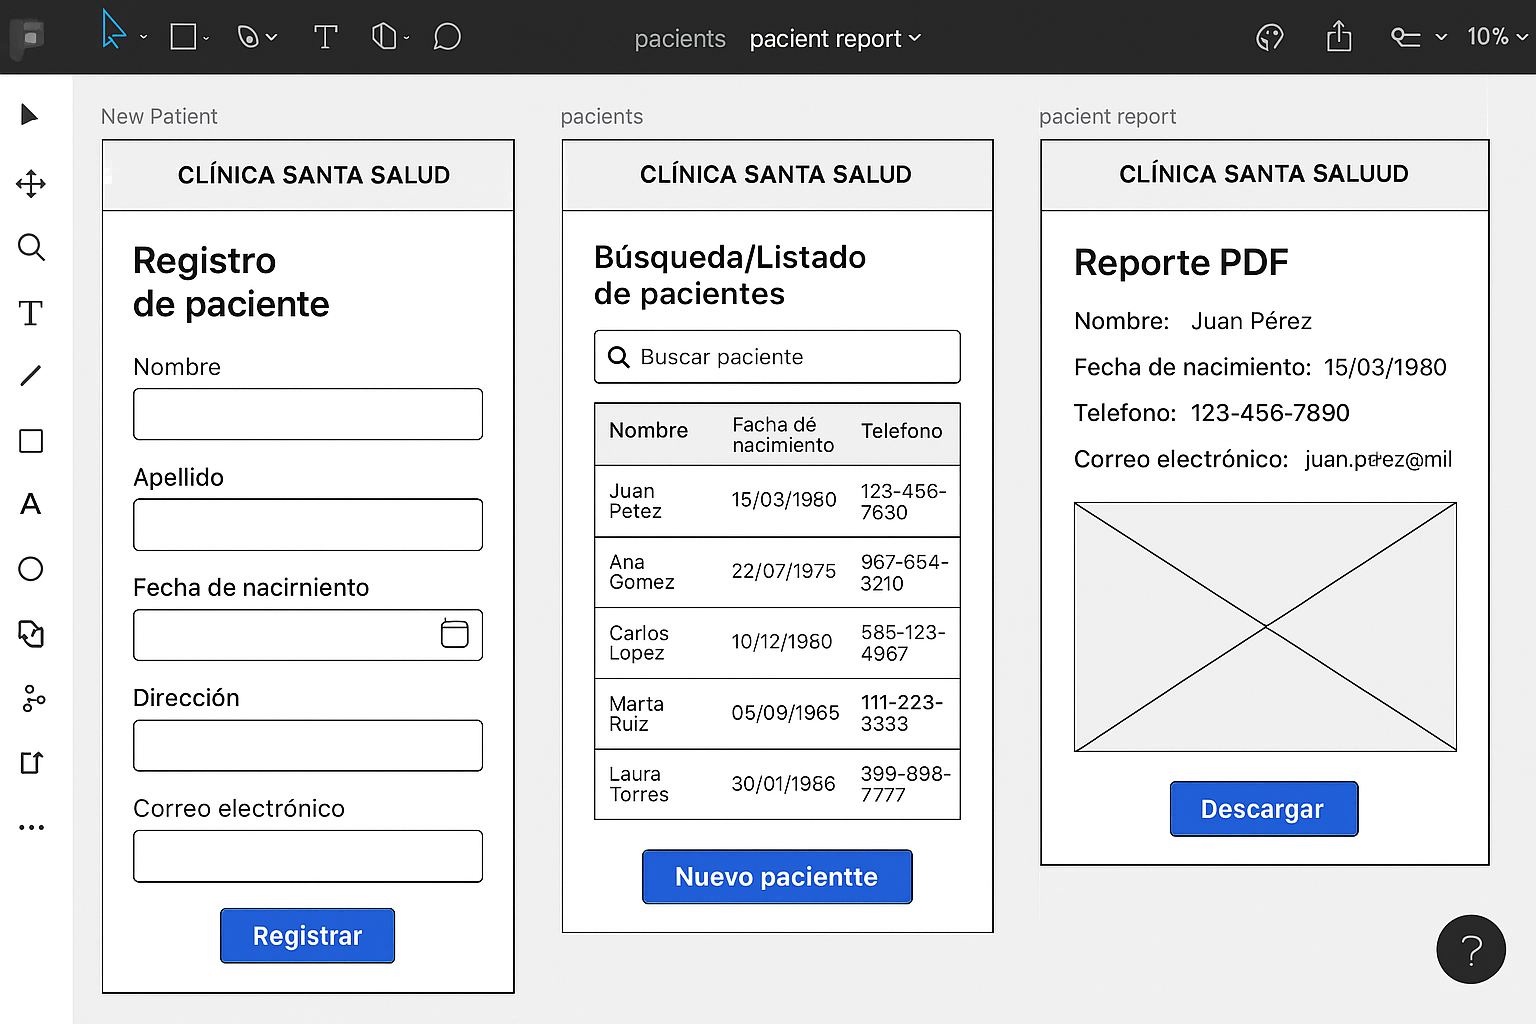 pacients pacient report 10%
New Patient
CLÍNICA SANTA SALUD
Registro
de paciente
Nombre
Apellido
Fecha de nacirniento
Dirección
Correo electrónico
Registrar
pacients
CLÍNICA SANTA SALUD
Búsqueda/Listado
de pacientes
Buscar paciente
Nombre Facha dé nacimiento Telefono
Juan Petez 15/03/1980 123-456-7630
Ana Gomez 22/07/1975 967-654-3210
Carlos Lopez 10/12/1980 585-123-4967
Marta Ruiz 05/09/1965 111-223-3333
Laura Torres 30/01/1986 399-898-7777
Nuevo pacientte
pacient report
CLÍNICA SANTA SALUUD
Reporte PDF
Nombre: Juan Pérez
Fecha de nacimiento: 15/03/1980
Telefono: 123-456-7890
Correo electrónico:
Descargar
?